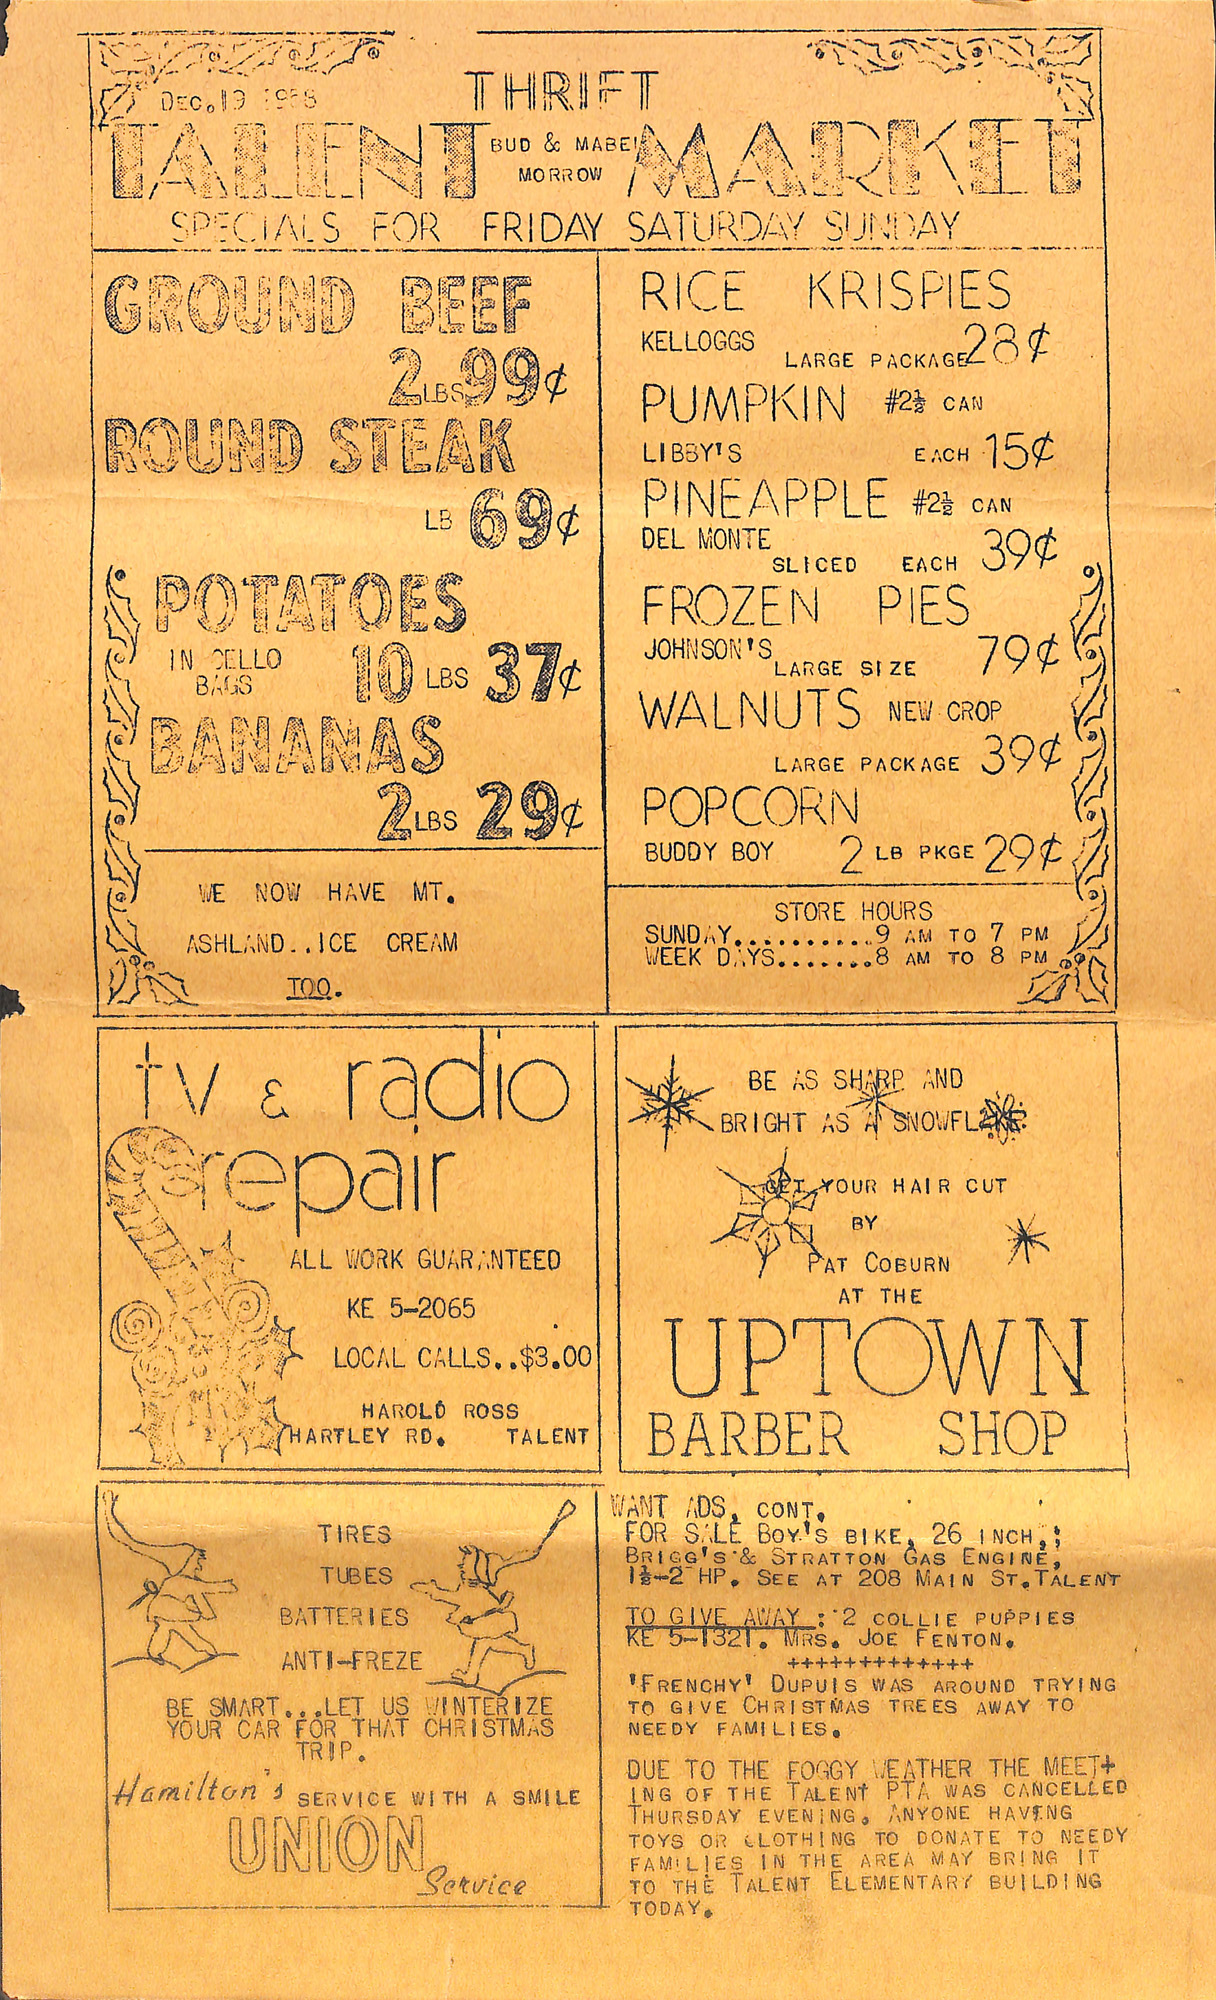 DEC. 19 1958
THRIFT
TALENT MARKET
BUD & MABEL
MORROW
SPECIALS FOR FRIDAY SATURDAY SUNDAY
GROUND BEEF
2 LBS 99¢
ROUND STEAK
LB 69¢
POTATOES
IN CELLO
BAGS
10 LBS 37¢
BANANAS
2 LBS 29¢
WE NOW HAVE MT.
ASHLAND..ICE CREAM
TOO.
RICE KRISPIES
KELLOGGS LARGE PACKAGE 28¢
PUMPKIN #2½ CAN
LIBBY'S EACH 15¢
PINEAPPLE #2½ CAN
DEL MONTE
SLICED EACH 39¢
FROZEN PIES
JOHNSON'S LARGE SIZE 79¢
WALNUTS NEW CROP
LARGE PACKAGE 39¢
POPCORN
BUDDY BOY 2 LB PKGE 29¢
STORE HOURS
SUNDAY..........9 AM TO 7 PM
WEEK DAYS.......8 AM TO 8 PM
tv & radio
repair
ALL WORK GUARANTEED
KE 5-2065
LOCAL CALLS..$3.00
HAROLD ROSS
HARTLEY RD. TALENT
BE AS SHARP AND
BRIGHT AS A SNOWFLAKE
GET YOUR HAIR CUT
BY
PAT COBURN
AT THE
UPTOWN
BARBER SHOP
TIRES
TUBES
BATTERIES
ANTI-FREZE
BE SMART...LET US WINTERIZE
YOUR CAR FOR THAT CHRISTMAS
TRIP.
Hamilton's SERVICE WITH A SMILE
UNION
Service
WANT ADS, CONT.
FOR SALE BOY'S BIKE, 26 INCH,;
BRIGG'S & STRATTON GAS ENGINE,
1½-2 HP. SEE AT 208 MAIN ST. TALENT
TO GIVE AWAY : 2 COLLIE PUPPIES
KE 5-1321. MRS. JOE FENTON.
+++++++++++++
'FRENCHY' DUPUIS WAS AROUND TRYING
TO GIVE CHRISTMAS TREES AWAY TO
NEEDY FAMILIES.
DUE TO THE FOGGY WEATHER THE MEET+
ING OF THE TALENT PTA WAS CANCELLED
THURSDAY EVENING. ANYONE HAVENG
TOYS OR CLOTHING TO DONATE TO NEEDY
FAMILIES IN THE AREA MAY BRING IT
TO THE TALENT ELEMENTARY BUILDING
TODAY.